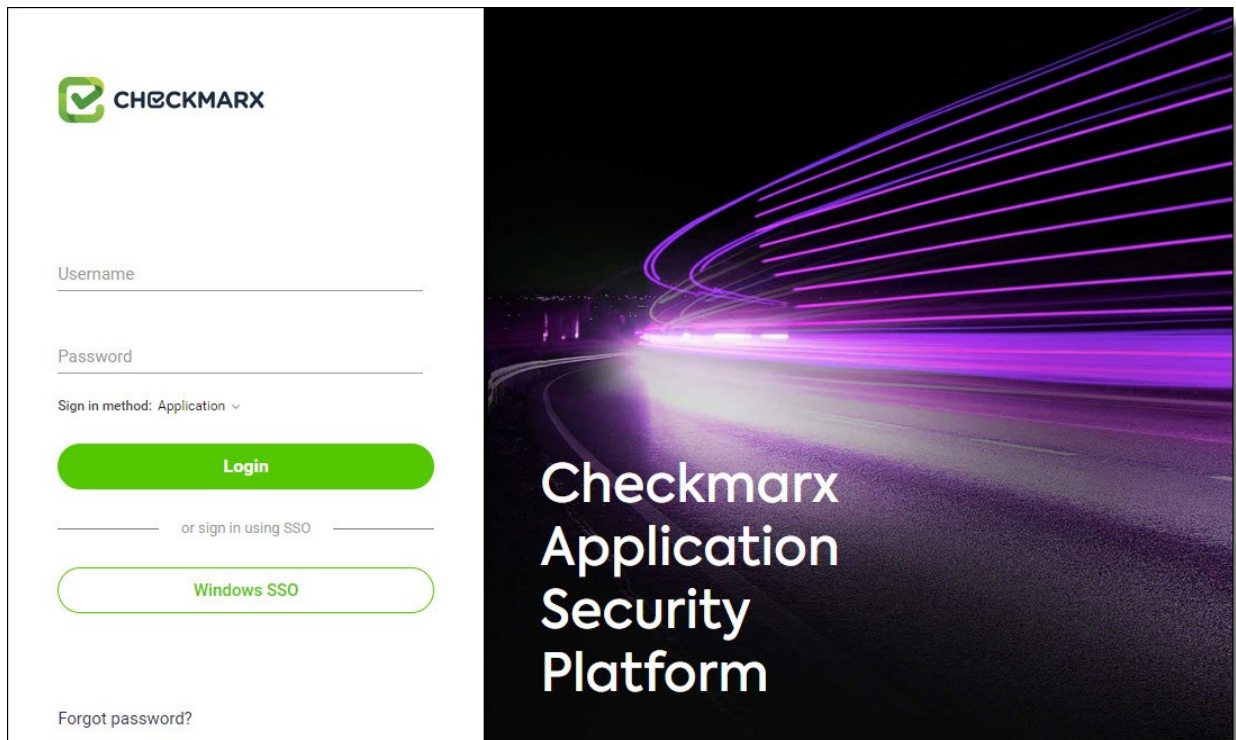 CHECKMARX
Username
Password
Sign in method: Application
Login
or sign in using SSO
Windows SSO
Forgot password?
Checkmarx
Application
Security
Platform